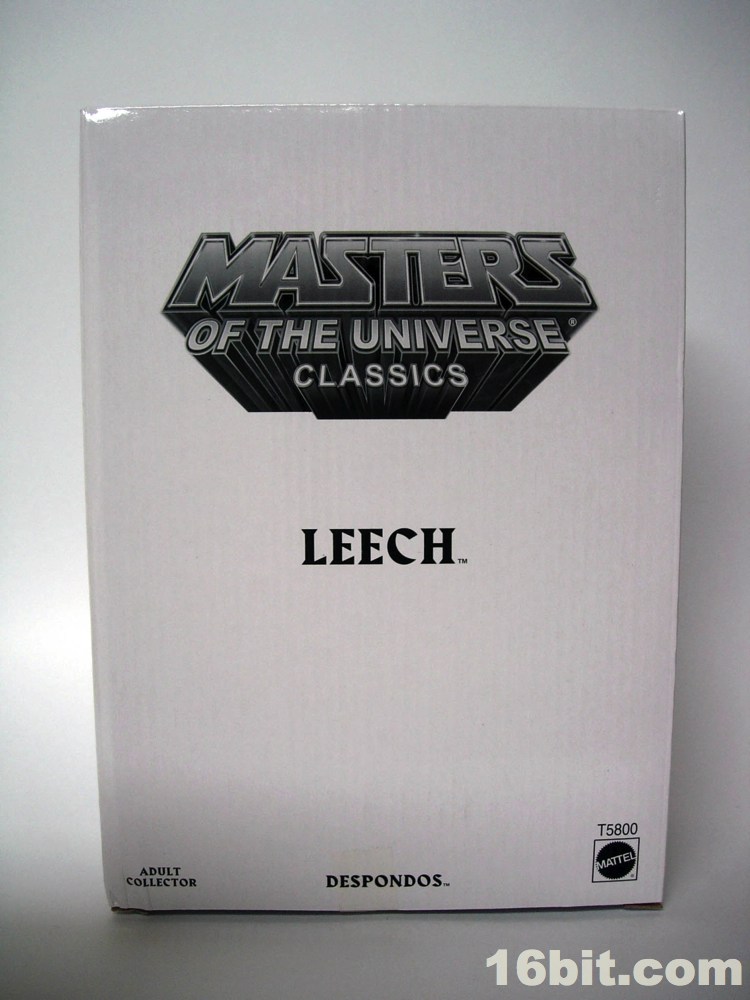 MASTERS
OF THE UNIVERSE®
CLASSICS
LEECH™
T5800
MATTEL
®
ADULT
COLLECTOR
DESPONDOS™
16bit.com